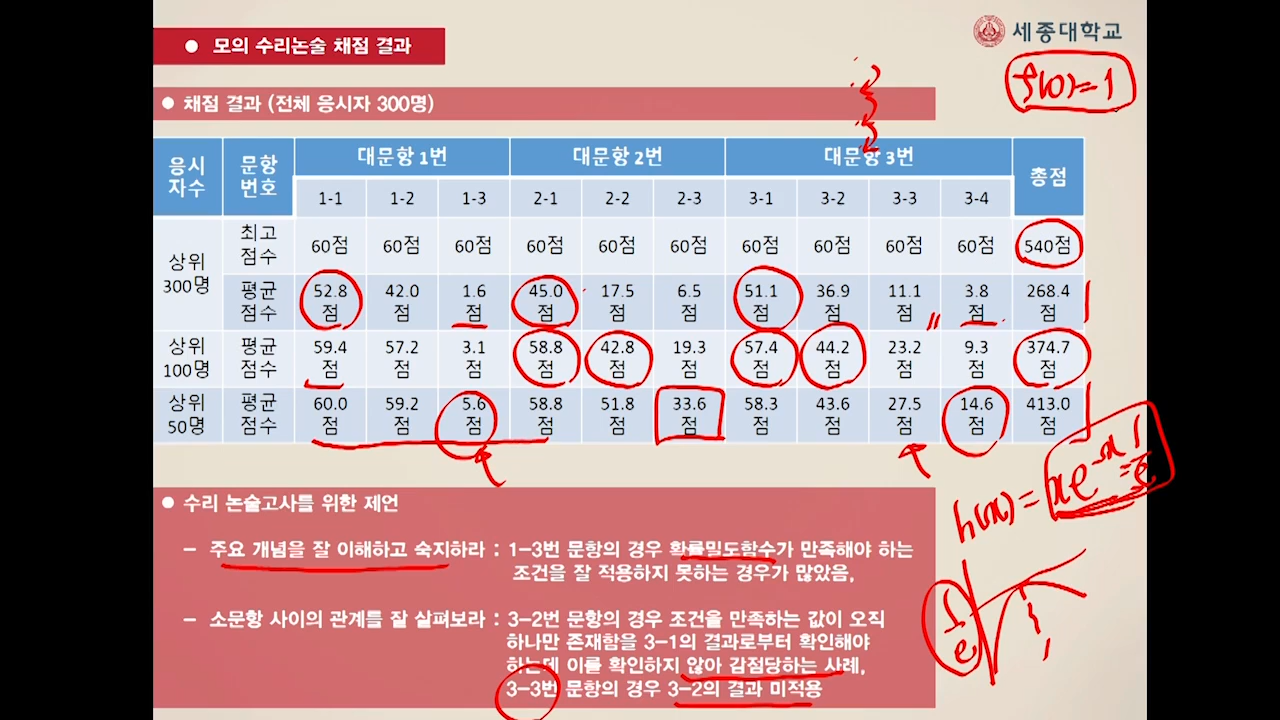 모의 수리논술 채점 결과
세종대학교
f(0)=1
채점 결과 (전체 응시자 300명)
응시자수 문항번호 대문항 1번 대문항 2번 대문항 3번 총점
1-1 1-2 1-3 2-1 2-2 2-3 3-1 3-2 3-3 3-4
상위 300명 최고점수 60점 60점 60점 60점 60점 60점 60점 60점 60점 60점 540점
평균점수 52.8점 42.0점 1.6점 45.0점 17.5점 6.5점 51.1점 36.9점 11.1점 3.8점 268.4점
상위 100명 평균점수 59.4점 57.2점 3.1점 58.8점 42.8점 19.3점 57.4점 44.2점 23.2점 9.3점 374.7점
상위 50명 평균점수 60.0점 59.2점 5.6점 58.8점 51.8점 33.6점 58.3점 43.6점 27.5점 14.6점 413.0점
수리 논술고사를 위한 제언
h(x)=
– 주요 개념을 잘 이해하고 숙지하라 : 1-3번 문항의 경우 확률밀도함수가 만족해야 하는
조건을 잘 적용하지 못하는 경우가 많았음,
– 소문항 사이의 관계를 잘 살펴보라 : 3-2번 문항의 경우 조건을 만족하는 값이 오직
하나만 존재함을 3-1의 결과로부터 확인해야
하는데 이를 확인하지 않아 감점당하는 사례,
3-3번 문항의 경우 3-2의 결과 미적용
1/e